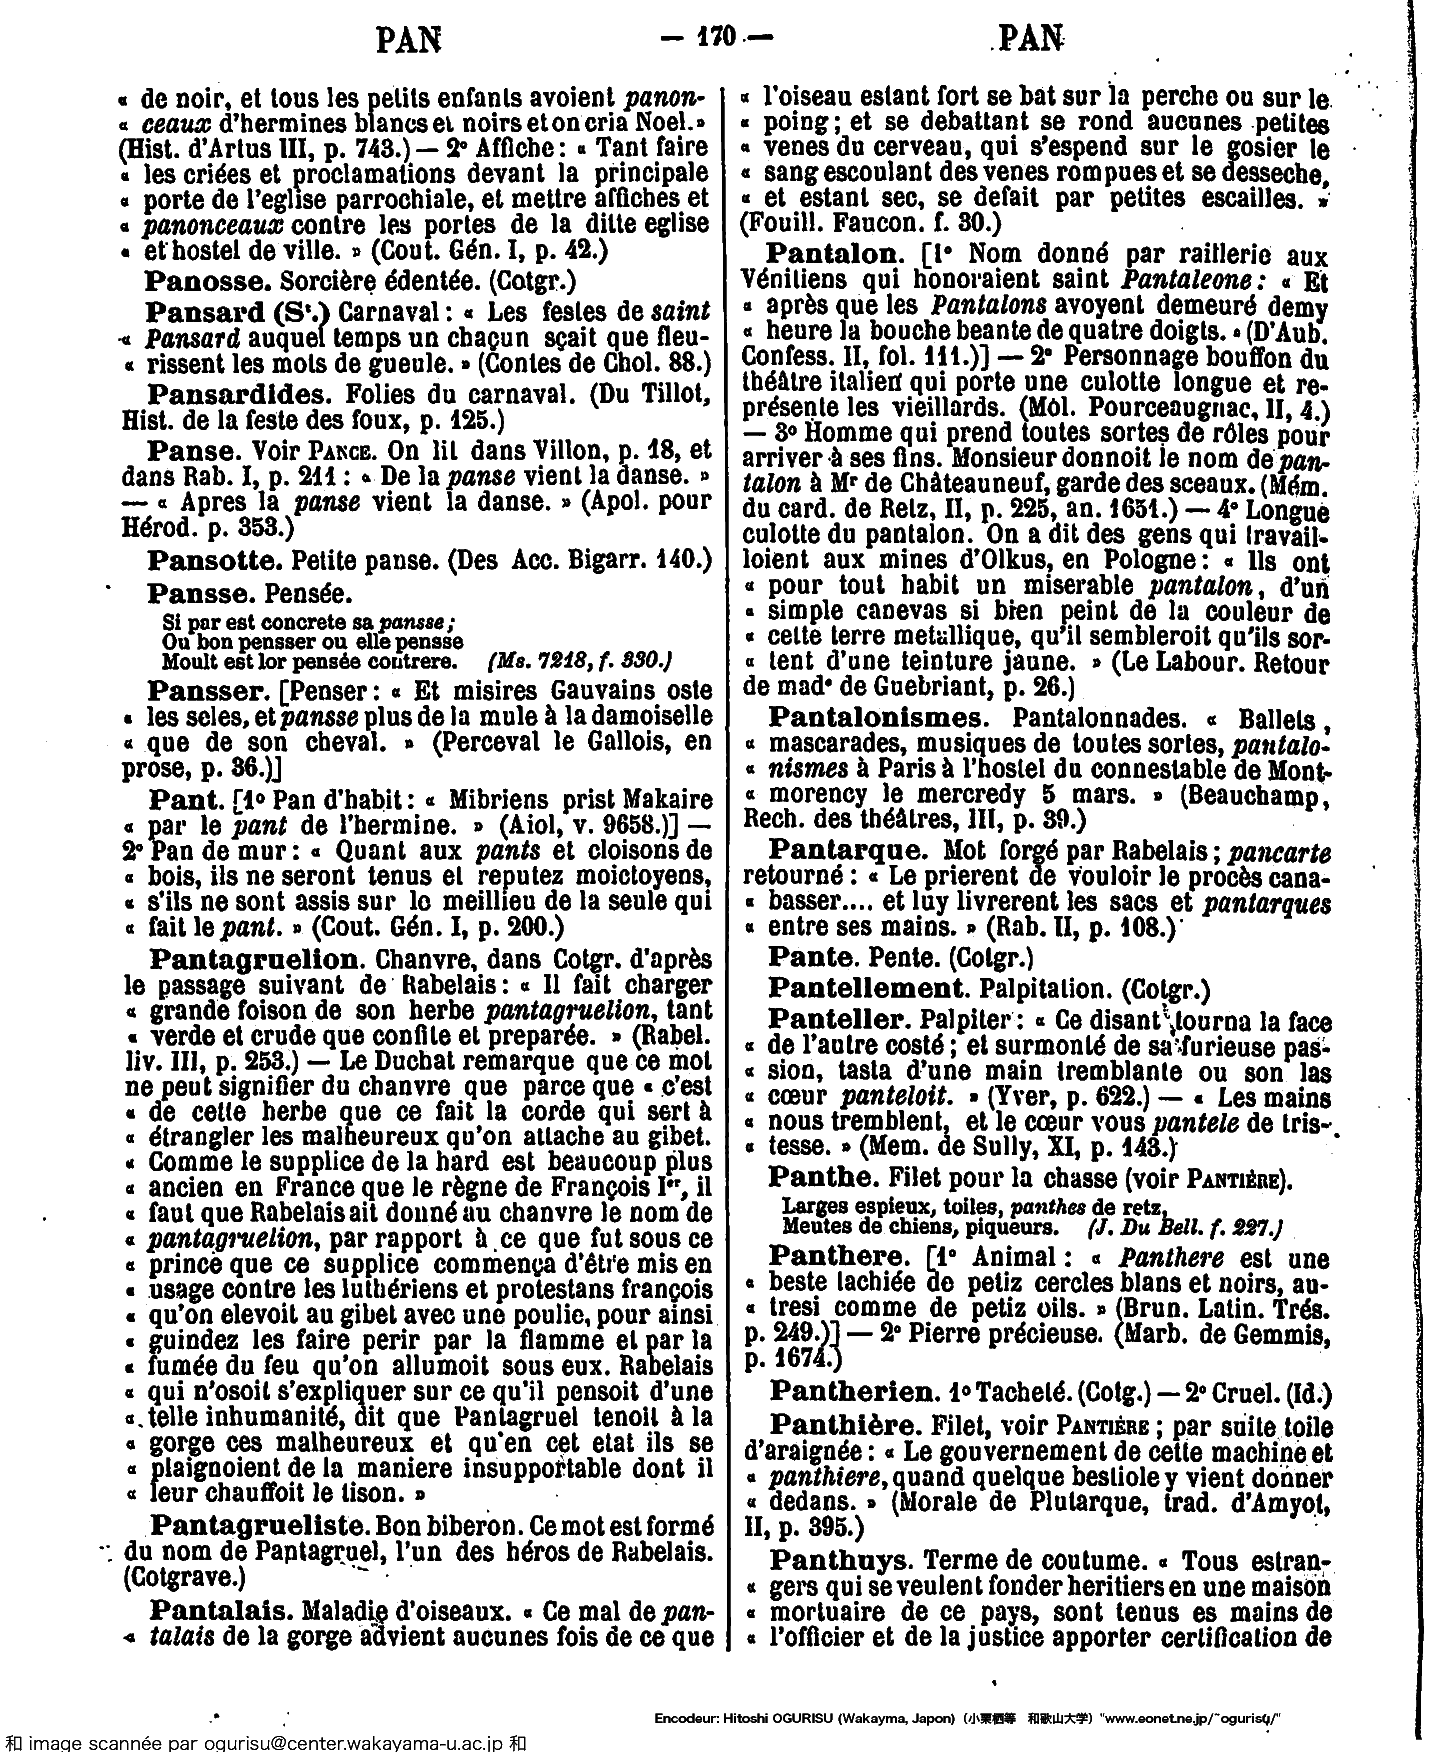 PAN — 170 — PAN
« de noir, et tous les petits enfants avoient panon-
« ceaux d'hermines blancs et noirs et on cria Noel. »
(Hist. d'Artus III, p. 743.) — 2° Affiche : « Tant faire
« les criées et proclamations devant la principale
« porte de l'eglise parrochiale, et mettre affiches et
« panonceaux contre les portes de la ditte eglise
« et hostel de ville. » (Cout. Gén. I, p. 42.)
Panosse. Sorcière édentée. (Cotgr.)
Pansard (St.) Carnaval : « Les festes de saint
« Pansard auquel temps un chaçun sçait que fleu-
« rissent les mots de gueule. » (Contes de Chol. 88.)
Pansardides. Folies du carnaval. (Du Tillot,
Hist. de la feste des foux, p. 125.)
Panse. Voir PANCE. On lit dans Villon, p. 18, et
dans Rab. I, p. 211 : « De la panse vient la danse. »
— « Apres la panse vient la danse. » (Apol. pour
Hérod. p. 353.)
Pansotte. Petite panse. (Des Acc. Bigarr. 140.)
Pansse. Pensée.
Si par est concrete sa pansse ;
Ou bon pensser ou elle pensse
Moult est lor pensée contrere. (Ms. 7218, f. 330.)
Pansser. [Penser : « Et misires Gauvains oste
« les seles, et pansse plus de la mule à la damoiselle
« que de son cheval. » (Perceval le Gallois, en
prose, p. 36.)]
Pant. [1° Pan d'habit : « Mibriens prist Makaire
« par le pant de l'hermine. » (Aiol, v. 9658.)] —
2° Pan de mur : « Quant aux pants et cloisons de
« bois, ils ne seront tenus et reputez moictoyens,
« s'ils ne sont assis sur le meillieu de la seule qui
« fait le pant. » (Cout. Gén. I, p. 200.)
Pantagruelion. Chanvre, dans Cotgr. d'après
le passage suivant de Rabelais : « Il fait charger
« grande foison de son herbe pantagruelion, tant
« verde et crude que confite et preparée. » (Rabel.
liv. III, p. 253.) — Le Duchat remarque que ce mot
ne peut signifier du chanvre que parce que « c'est
« de cette herbe que ce fait la corde qui sert à
« étrangler les malheureux qu'on attache au gibet.
« Comme le supplice de la hard est beaucoup plus
« ancien en France que le règne de François Ier, il
« faut que Rabelais ait donné au chanvre le nom de
« pantagruelion, par rapport à ce que fut sous ce
« prince que ce supplice commença d'être mis en
« usage contre les luthériens et protestans françois
« qu'on elevoit au gibet avec une poulie, pour ainsi
« guindez les faire perir par la flamme et par la
« fumée du feu qu'on allumoit sous eux. Rabelais
« qui n'osoit s'expliquer sur ce qu'il pensoit d'une
« telle inhumanité, dit que Pantagruel tenoit à la
« gorge ces malheureux et qu'en cet etat ils se
« plaignoient de la maniere insupportable dont il
« leur chauffoit le tison. »
Pantagrueliste. Bon biberon. Ce mot est formé
du nom de Pantagruel, l'un des héros de Rabelais.
(Cotgrave.)
Pantalais. Maladie d'oiseaux. « Ce mal de pan-
« talais de la gorge advient aucunes fois de ce que
« l'oiseau estant fort se bat sur la perche ou sur le
« poing ; et se debattant se rond aucunes petites
« venes du cerveau, qui s'espend sur le gosier le
« sang escoulant des venes rompues et se desseche,
« et estant sec, se defait par petites escailles. »
(Fouill. Faucon. f. 30.)
Pantalon. [1° Nom donné par raillerie aux
Vénitiens qui honoraient saint Pantaleone : « Et
« après que les Pantalons avoyent demeuré demy
« heure la bouche beante de quatre doigts. » (D'Aub.
Confess. II, fol. 111.)] — 2° Personnage bouffon du
théâtre italien qui porte une culotte longue et re-
présente les vieillards. (Mol. Pourceaugnac, II, 4.)
— 3° Homme qui prend toutes sortes de rôles pour
arriver à ses fins. Monsieur donnoit le nom de pan-
talon à Mr de Châteauneuf, garde des sceaux. (Mém.
du card. de Retz, II, p. 225, an. 1651.) — 4° Longue
culotte du pantalon. On a dit des gens qui travail-
loient aux mines d'Olkus, en Pologne : « Ils ont
« pour tout habit un miserable pantalon, d'un
« simple canevas si bien peint de la couleur de
« cette terre metallique, qu'il sembleroit qu'ils sor-
« tent d'une teinture jaune. » (Le Labour. Retour
de made de Guebriant, p. 26.)
Pantalonismes. Pantalonnades. « Ballets,
« mascarades, musiques de toutes sortes, pantalo-
« nismes à Paris à l'hostel du connestable de Mont-
« morency le mercredy 5 mars. » (Beauchamp,
Rech. des théâtres, III, p. 39.)
Pantarque. Mot forgé par Rabelais ; pancarte
retourné : « Le prierent de vouloir le procès cana-
« basser.... et luy livrerent les sacs et pantarques
« entre ses mains. » (Rab. II, p. 108.)
Pante. Pente. (Cotgr.)
Pantellement. Palpitation. (Cotgr.)
Panteller. Palpiter : « Ce disant tourna la face
« de l'autre costé ; et surmonté de sa furieuse pas-
« sion, tasta d'une main tremblante ou son las
« cœur panteloit. » (Yver, p. 622.) — « Les mains
« nous tremblent, et le cœur vous pantele de tris-
« tesse. » (Mem. de Sully, XI, p. 143.)
Panthe. Filet pour la chasse (voir PANTIÈRE).
Larges espieux, toiles, panthes de retz,
Meutes de chiens, piqueurs. (J. Du Bell. f. 227.)
Panthere. [1° Animal : « Panthere est une
« beste tachiée de petiz cercles blans et noirs, au-
« tresi comme de petiz oils. » (Brun. Latin. Trés.
p. 249.)] — 2° Pierre précieuse. (Marb. de Gemmis,
p. 1674.)
Pantherien. 1° Tacheté. (Cotg.) — 2° Cruel. (Id.)
Panthière. Filet, voir PANTIÈRE ; par suite toile
d'araignée : « Le gouvernement de cette machine et
« panthiere, quand quelque bestiole y vient donner
« dedans. » (Morale de Plutarque, trad. d'Amyot,
II, p. 395.)
Panthuys. Terme de coutume. « Tous estran-
« gers qui se veulent fonder heritiers en une maison
« mortuaire de ce pays, sont tenus es mains de
« l'officier et de la justice apporter certification de
Encodeur: Hitoshi OGURISU (Wakayma, Japon) (小栗栖等 和歌山大学) "www.eonet.ne.jp/~ogurisu/"
和 image scannée par ogurisu@center.wakayama-u.ac.jp 和